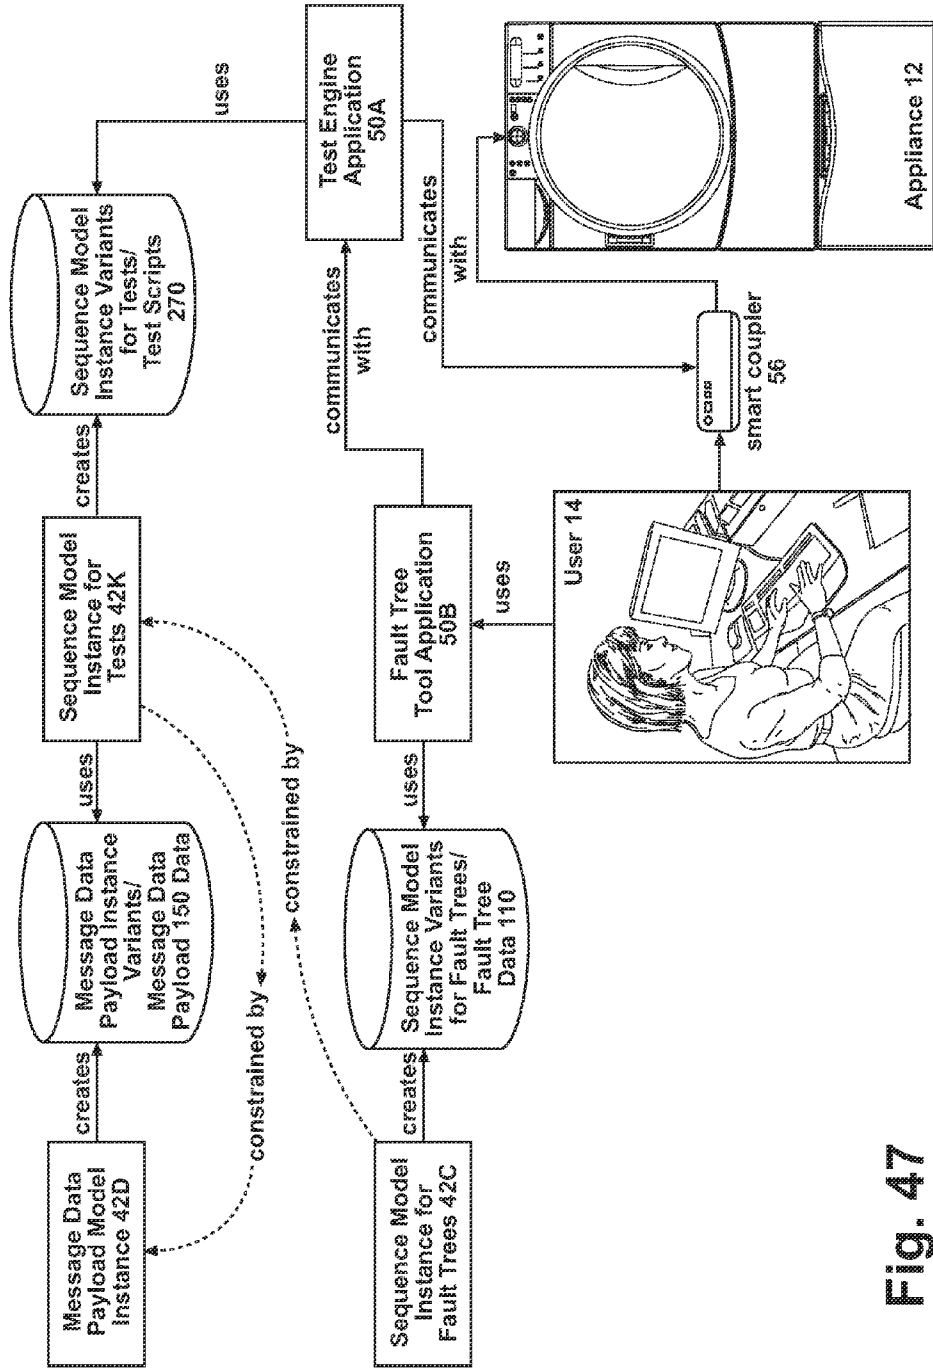 Message Data
Payload Model
Instance 42D
creates
Message Data
Payload Instance
Variants/
Message Data
Payload 150 Data
uses
Sequence Model
Instance for
Tests 42K
creates
Sequence Model
Instance Variants
for Tests/
Test Scripts
270
uses
constrained by
constrained by
Sequence Model
Instance for
Fault Trees 42C
creates
Sequence Model
Instance Variants
for Fault Trees/
Fault Tree
Data 110
uses
Fault Tree
Tool Application
50B
communicates
with
Test Engine
Application
50A
uses
communicates
with
User 14
smart coupler
56
Appliance 12
Fig. 47